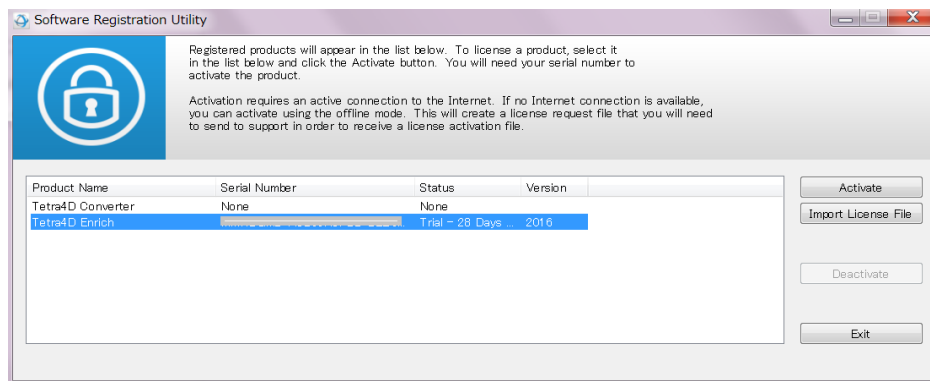 Software Registration Utility
Registered products will appear in the list below. To license a product, select it
in the list below and click the Activate button. You will need your serial number to
activate the product.
Activation requires an active connection to the Internet. If no Internet connection is available,
you can activate using the offline mode. This will create a license request file that you will need
to send to support in order to receive a license activation file.
Product Name Serial Number Status Version
Tetra4D Converter None None
Tetra4D Enrich Trial - 28 Days ... 2016
Activate
Import License File
Deactivate
Exit